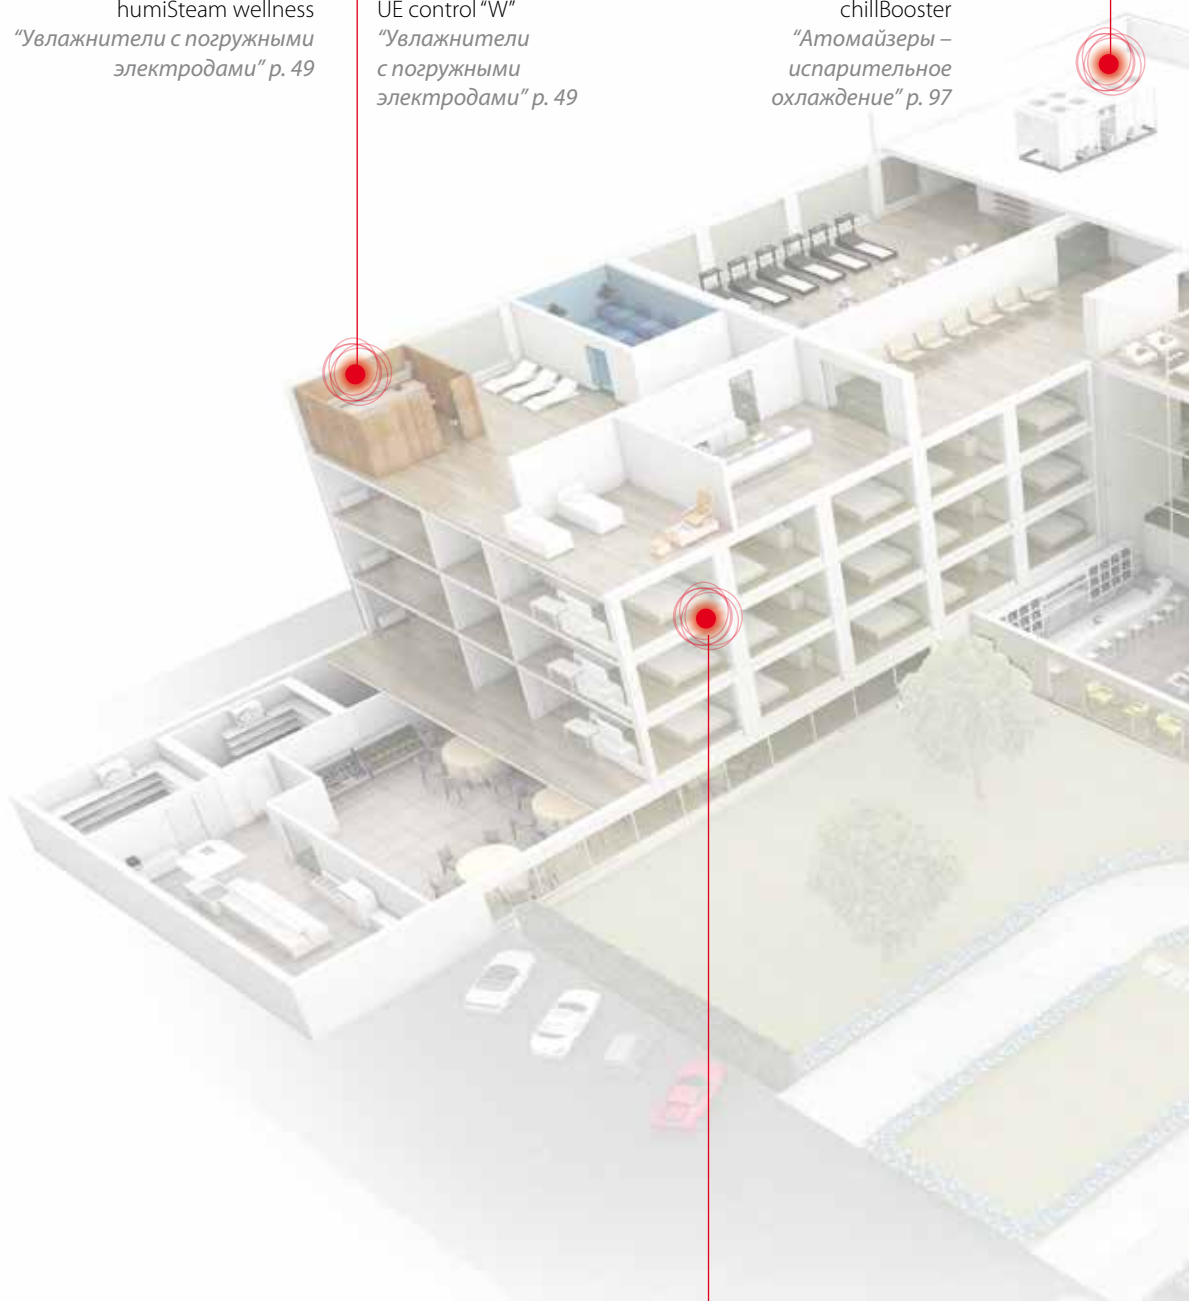 humiSteam wellness
“Увлажнители с погружными
электродами” p. 49
UE control “W”
“Увлажнители
с погружными
электродами” p. 49
chillBooster
“Атомайзеры –
испарительное
охлаждение” p. 97